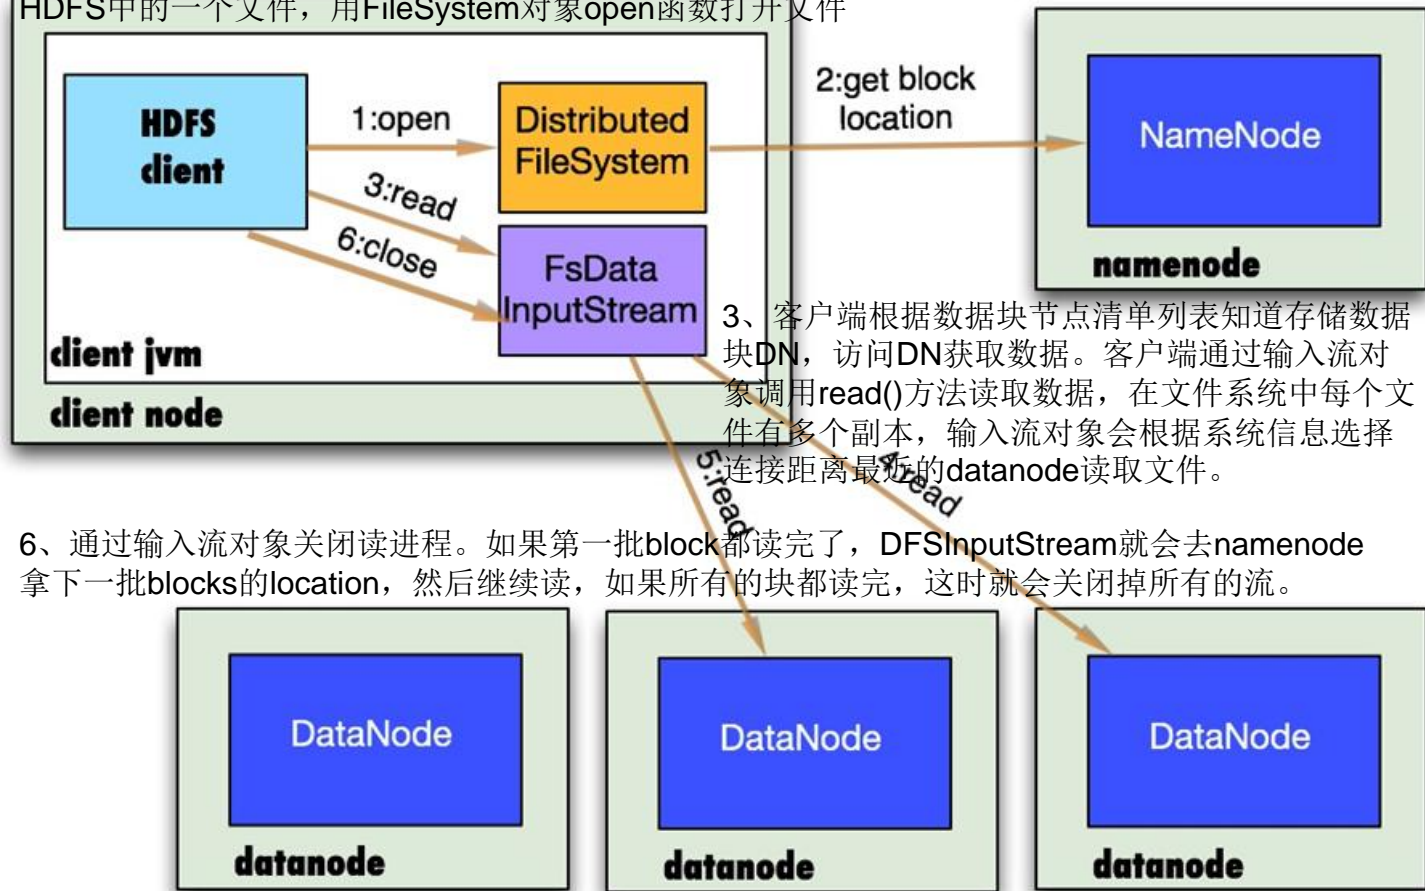 HDFS中的一个文件，用FileSystem对象open函数打开文件
HDFS
client
1:open
Distributed
FileSystem
2:get block
location
NameNode
namenode
3:read
6:close
FsData
InputStream
client jvm
client node
3、客户端根据数据块节点清单列表知道存储数据
块DN，访问DN获取数据。客户端通过输入流对
象调用read()方法读取数据，在文件系统中每个文
件有多个副本，输入流对象会根据系统信息选择
连接距离最近的datanode读取文件。
5:read
4:read
6、通过输入流对象关闭读进程。如果第一批block都读完了，DFSInputStream就会去namenode
拿下一批blocks的location，然后继续读，如果所有的块都读完，这时就会关闭掉所有的流。
DataNode
datanode
DataNode
datanode
DataNode
datanode